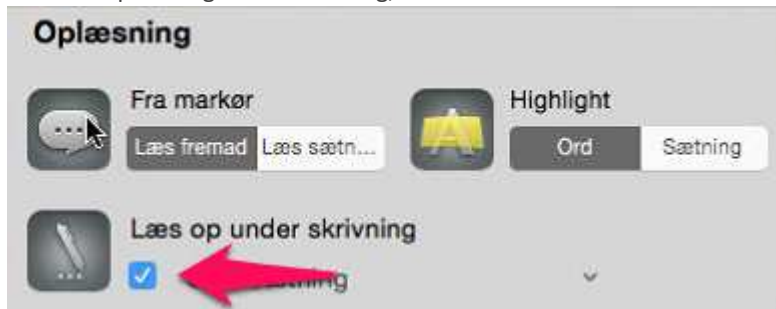 Oplæsning
Fra markør
Highlight
Læs fremad Læs sætn...
Ord Sætning
Læs op under skrivning